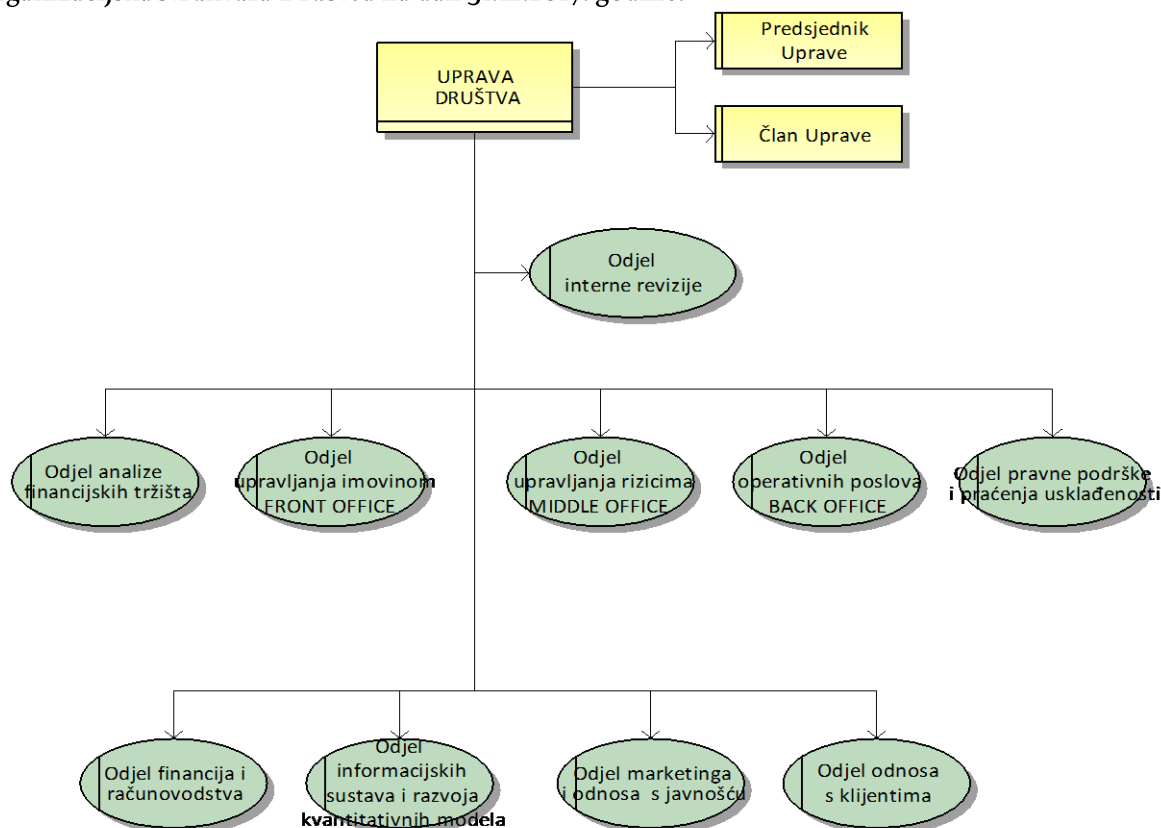 Predsjednik
Uprave
UPRAVA
DRUŠTVA
Član Uprave
Odjel
interne revizije
Odjel analize
financijskih tržišta
Odjel
upravljanja imovinom
FRONT OFFICE
Odjel
upravljanja rizicima
MIDDLE OFFICE
Odjel
operativnih poslova
BACK OFFICE
Odjel pravne podrške
i praćenja usklađenosti
Odjel financija i
računovodstva
Odjel
informacijskih
sustava i razvoja
kvantitativnih modela
Odjel marketinga
i odnosa s javnošću
Odjel odnosa
s klijentima